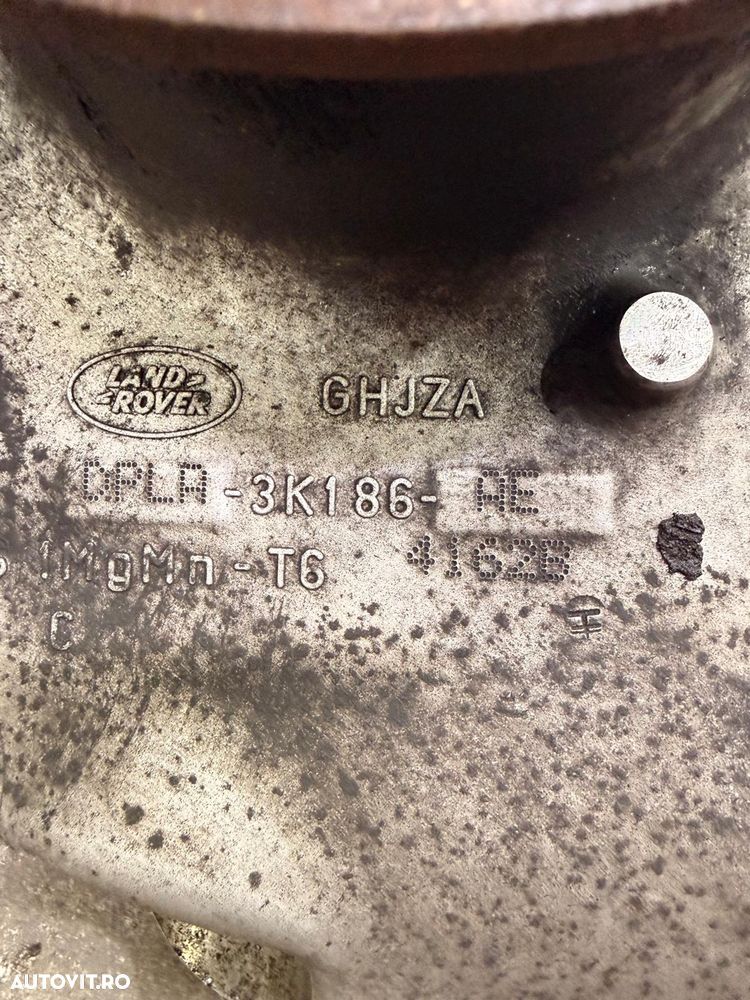 LAND
ROVER
GHJZA
DPLA-3K186-AE
1MgMn-T6 4162B
C
AUTOVIT.RO